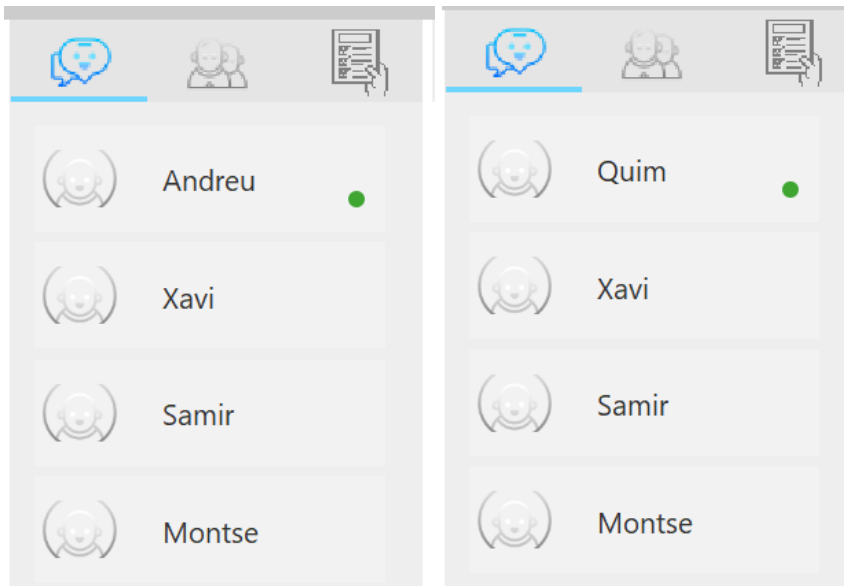 Andreu
Xavi
Samir
Montse
Quim
Xavi
Samir
Montse